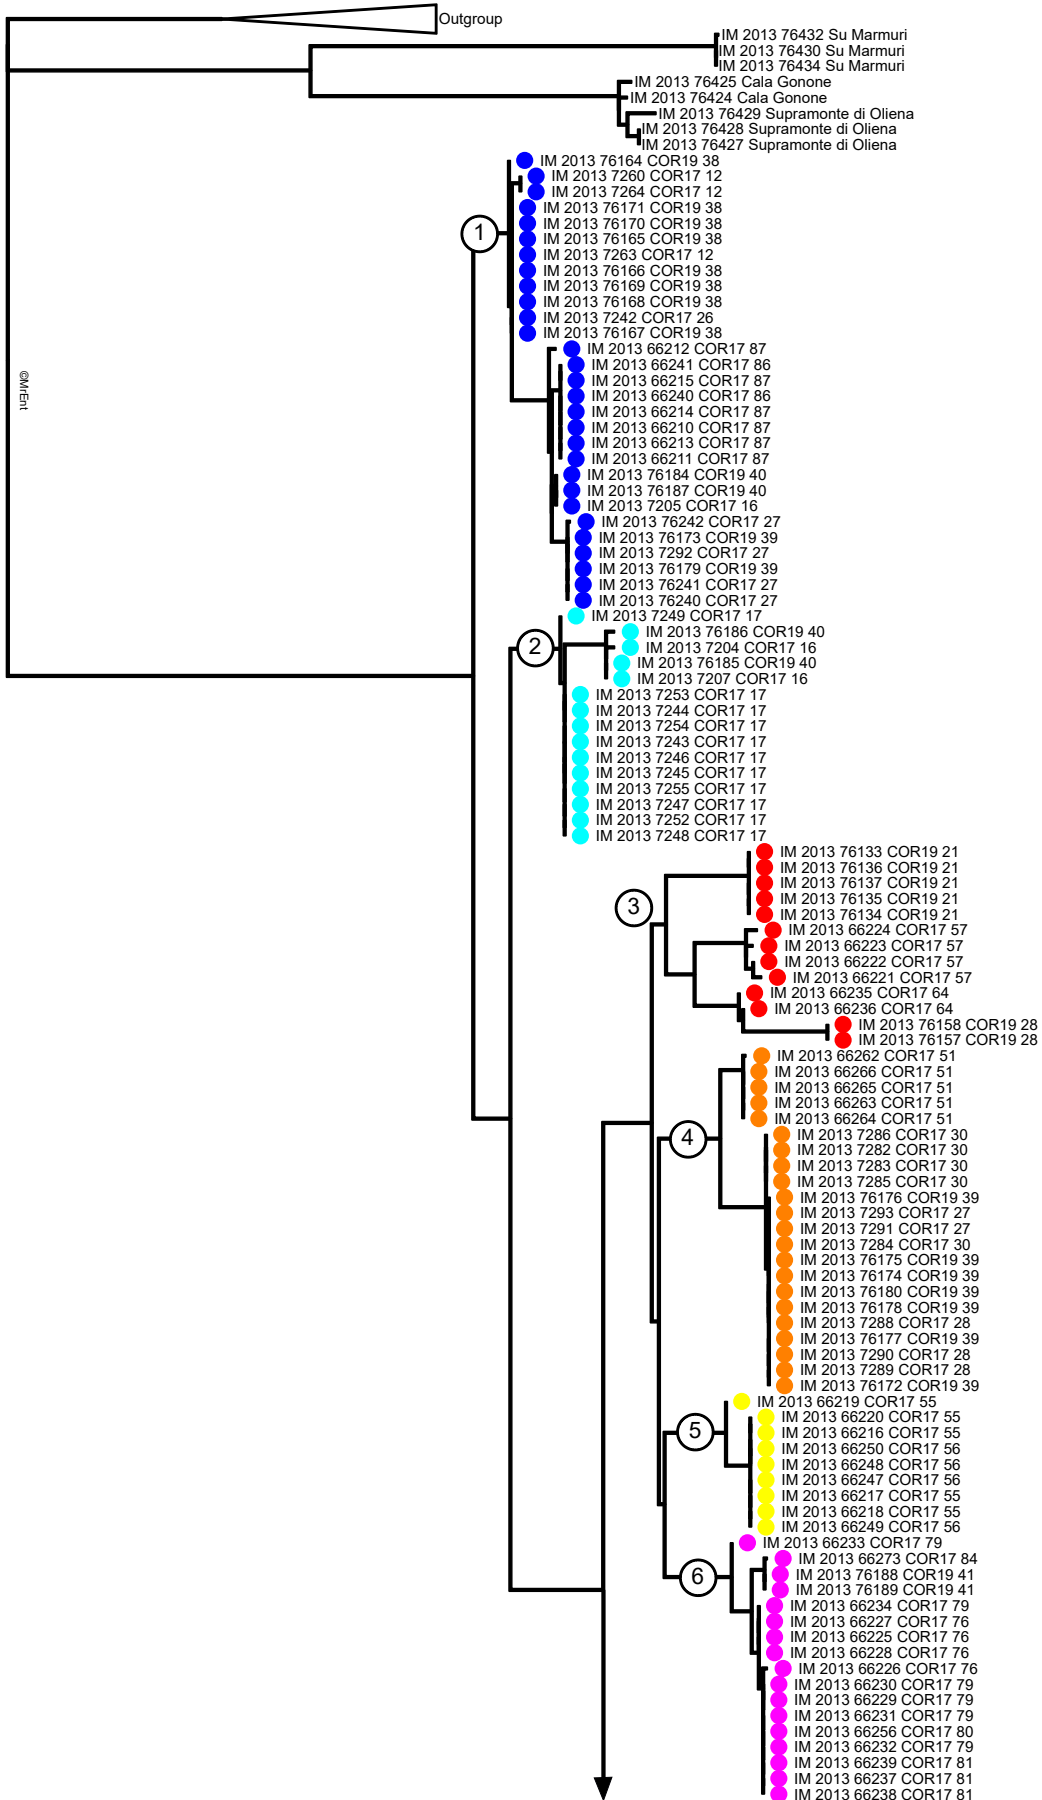 Outgroup
IM 2013 76432 Su Marmuri
IM 2013 76430 Su Marmuri
IM 2013 76434 Su Marmuri
IM 2013 76425 Cala Gonone
IM 2013 76424 Cala Gonone
IM 2013 76429 Supramonte di Oliena
IM 2013 76428 Supramonte di Oliena
IM 2013 76427 Supramonte di Oliena
IM 2013 76164 COR19 38
IM 2013 7260 COR17 12
IM 2013 7264 COR17 12
IM 2013 76171 COR19 38
IM 2013 76170 COR19 38
1
IM 2013 76165 COR19 38
IM 2013 7263 COR17 12
IM 2013 76166 COR19 38
IM 2013 76169 COR19 38
IM 2013 76168 COR19 38
IM 2013 7242 COR17 26
IM 2013 76167 COR19 38
IM 2013 66212 COR17 87
IM 2013 66241 COR17 86
IM 2013 66215 COR17 87
©MrEnt
IM 2013 66240 COR17 86
IM 2013 66214 COR17 87
IM 2013 66210 COR17 87
IM 2013 66213 COR17 87
IM 2013 66211 COR17 87
IM 2013 76184 COR19 40
IM 2013 76187 COR19 40
IM 2013 7205 COR17 16
IM 2013 76242 COR17 27
IM 2013 76173 COR19 39
IM 2013 7292 COR17 27
IM 2013 76179 COR19 39
IM 2013 76241 COR17 27
IM 2013 76240 COR17 27
IM 2013 7249 COR17 17
IM 2013 76186 COR19 40
2
IM 2013 7204 COR17 16
IM 2013 76185 COR19 40
IM 2013 7207 COR17 16
IM 2013 7253 COR17 17
IM 2013 7244 COR17 17
IM 2013 7254 COR17 17
IM 2013 7243 COR17 17
IM 2013 7246 COR17 17
IM 2013 7245 COR17 17
IM 2013 7255 COR17 17
IM 2013 7247 COR17 17
IM 2013 7252 COR17 17
IM 2013 7248 COR17 17
IM 2013 76133 COR19 21
IM 2013 76136 COR19 21
IM 2013 76137 COR19 21
IM 2013 76135 COR19 21
3
IM 2013 76134 COR19 21
IM 2013 66224 COR17 57
IM 2013 66223 COR17 57
IM 2013 66222 COR17 57
IM 2013 66221 COR17 57
IM 2013 66235 COR17 64
IM 2013 66236 COR17 64
IM 2013 76158 COR19 28
IM 2013 76157 COR19 28
IM 2013 66262 COR17 51
IM 2013 66266 COR17 51
IM 2013 66265 COR17 51
IM 2013 66263 COR17 51
IM 2013 66264 COR17 51
4
IM 2013 7286 COR17 30
IM 2013 7282 COR17 30
IM 2013 7283 COR17 30
IM 2013 7285 COR17 30
IM 2013 76176 COR19 39
IM 2013 7293 COR17 27
IM 2013 7291 COR17 27
IM 2013 7284 COR17 30
IM 2013 76175 COR19 39
IM 2013 76174 COR19 39
IM 2013 76180 COR19 39
IM 2013 76178 COR19 39
IM 2013 7288 COR17 28
IM 2013 76177 COR19 39
IM 2013 7290 COR17 28
IM 2013 7289 COR17 28
IM 2013 76172 COR19 39
IM 2013 66219 COR17 55
IM 2013 66220 COR17 55
5
IM 2013 66216 COR17 55
IM 2013 66250 COR17 56
IM 2013 66248 COR17 56
IM 2013 66247 COR17 56
IM 2013 66217 COR17 55
IM 2013 66218 COR17 55
IM 2013 66249 COR17 56
IM 2013 66233 COR17 79
IM 2013 66273 COR17 84
6
IM 2013 76188 COR19 41
IM 2013 76189 COR19 41
IM 2013 66234 COR17 79
IM 2013 66227 COR17 76
IM 2013 66225 COR17 76
IM 2013 66228 COR17 76
IM 2013 66226 COR17 76
IM 2013 66230 COR17 79
IM 2013 66229 COR17 79
IM 2013 66231 COR17 79
IM 2013 66256 COR17 80
IM 2013 66232 COR17 79
IM 2013 66239 COR17 81
IM 2013 66237 COR17 81
IM 2013 66238 COR17 81